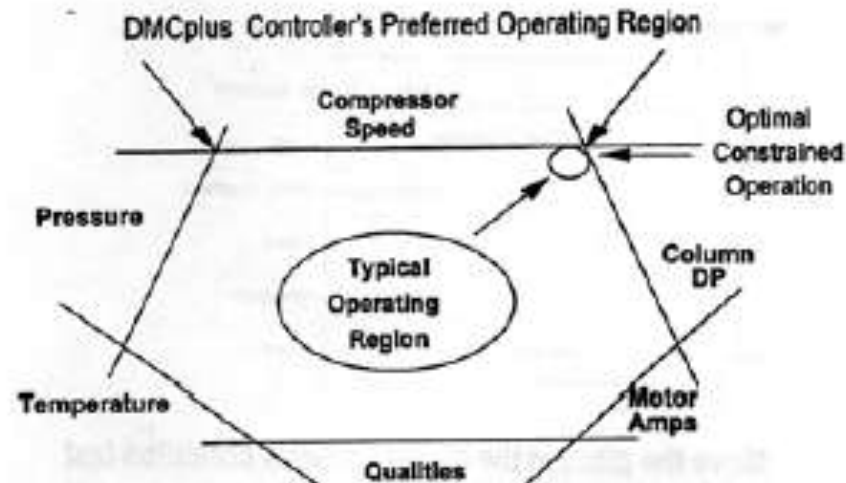 DMCplus Controller's Preferred Operating Region
Compressor
Speed
Optimal
Constrained
Operation
Pressure
Column
DP
Typical
Operating
Region
Temperature
Motor
Amps
Qualities